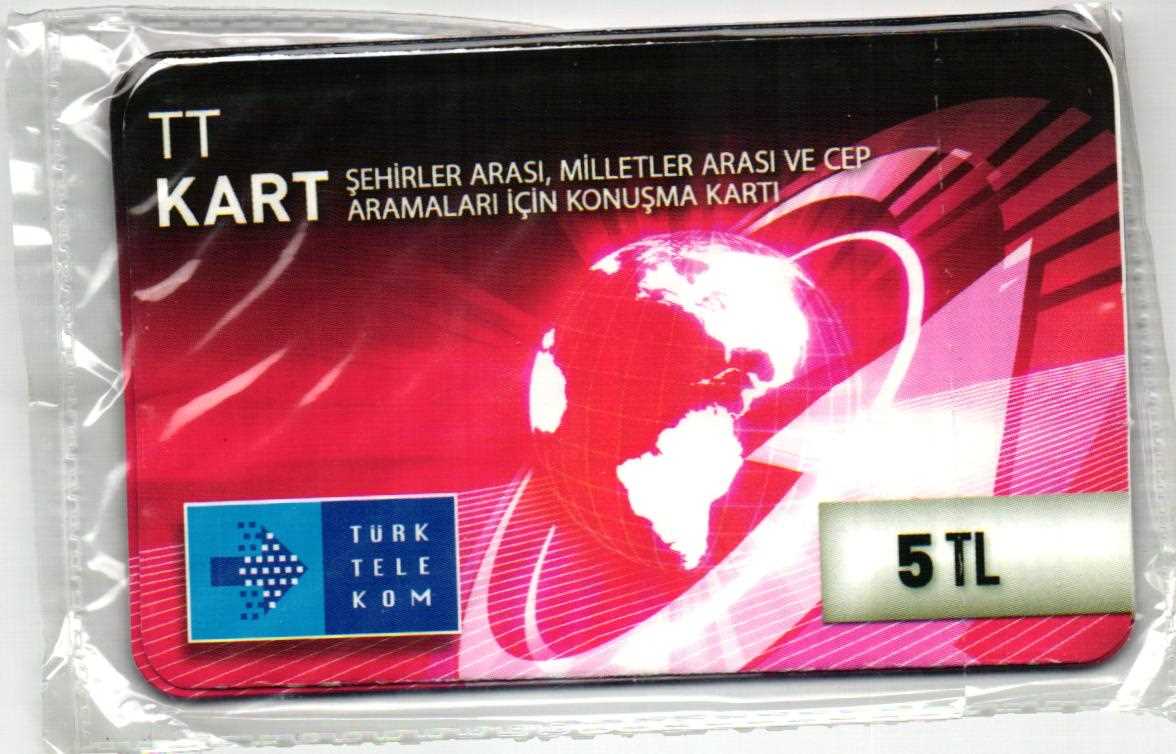 TT
KART
ŞEHİRLER ARASI, MİLLETLER ARASI VE CEP
ARAMALARI İÇİN KONUŞMA KARTI
TÜRK
TELE
KOM
5 TL